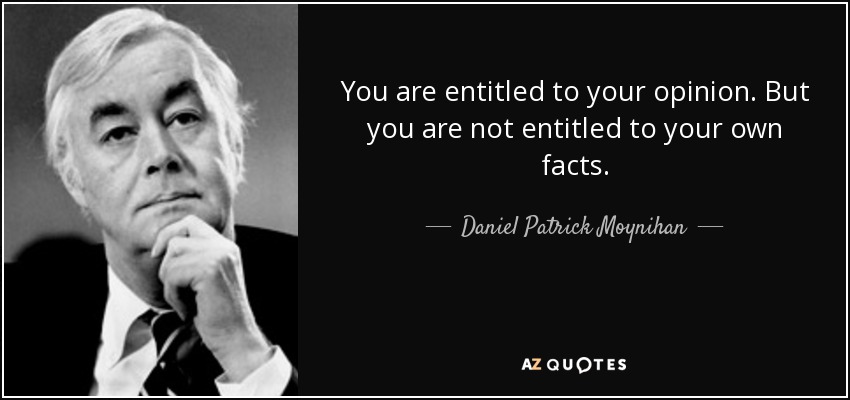 You are entitled to your opinion. But
you are not entitled to your own
facts.
Daniel Patrick Moynihan
AZ QUOTES